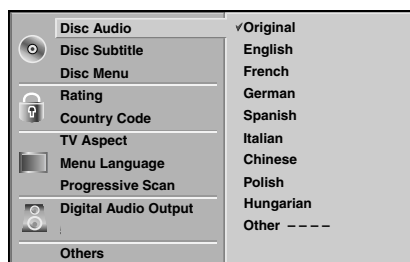 Disc Audio
Disc Subtitle
Disc Menu
Rating
Country Code
TV Aspect
Menu Language
Progressive Scan
Digital Audio Output
Others
✓Original
English
French
German
Spanish
Italian
Chinese
Polish
Hungarian
Other – – – –